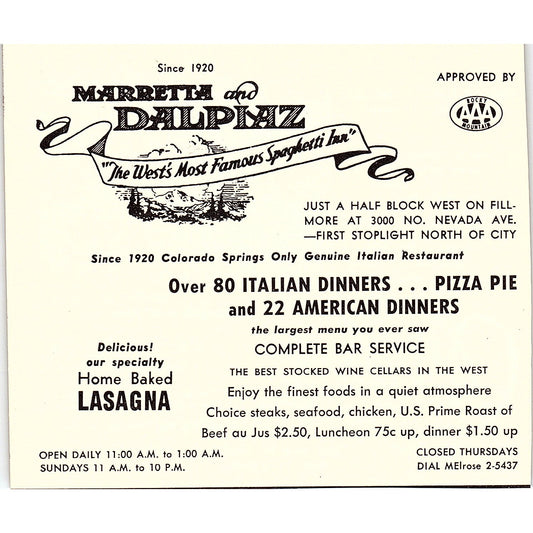 Since 1920
APPROVED BY
MARRETTA and
DALPIAZ
ROCKY
AAA
MOUNTAIN
"The West's Most Famous Spaghetti Inn"
JUST A HALF BLOCK WEST ON FILL-
MORE AT 3000 NO. NEVADA AVE.
—FIRST STOPLIGHT NORTH OF CITY
Since 1920 Colorado Springs Only Genuine Italian Restaurant
Over 80 ITALIAN DINNERS . . . PIZZA PIE
and 22 AMERICAN DINNERS
the largest menu you ever saw
Delicious!
our specialty
Home Baked
LASAGNA
COMPLETE BAR SERVICE
THE BEST STOCKED WINE CELLARS IN THE WEST
Enjoy the finest foods in a quiet atmosphere
Choice steaks, seafood, chicken, U.S. Prime Roast of
Beef au Jus $2.50, Luncheon 75c up, dinner $1.50 up
OPEN DAILY 11:00 A.M. to 1:00 A.M.
SUNDAYS 11 A.M. to 10 P.M.
CLOSED THURSDAYS
DIAL MElrose 2-5437